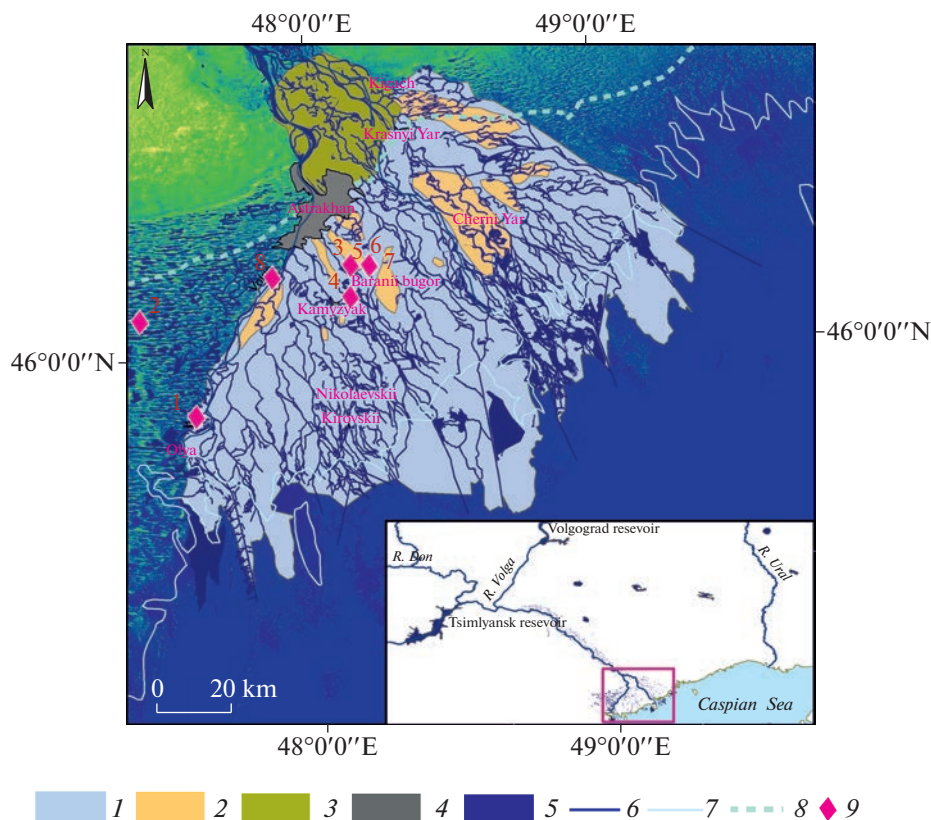 48°0′0′′E 49°0′0′′E
N
Kigach
Krasnyi Yar
Astrakhan
Cherni Yar
3 5 6
8 7
4 Baranii bugor
Kamyzyak
2
46°0′0′′N 46°0′0′′N
Nikolaevskii
1 Kirovskii
Olya
Volgograd resevoir
R. Don
R. Volga
R. Ural
Tsimlyansk resevoir
0 20 km
Caspian Sea
48°0′0′′E 49°0′0′′E
1 2 3 4 5 6 7 8 9